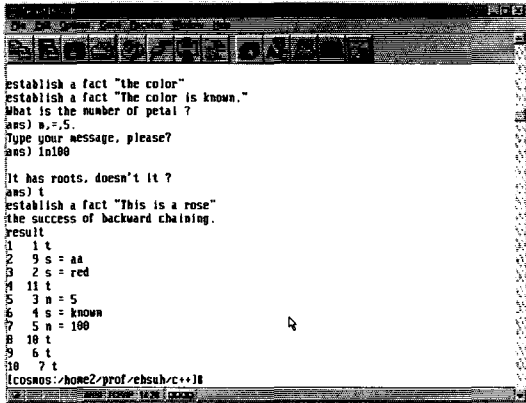 establish a fact "the color"
establish a fact "The color is known."
What is the number of petal ?
ans) n,=,5.
Type your message, please?
ans) 1n100
It has roots, doesn't it ?
ans) t
establish a fact "This is a rose"
the success of backward chaining.
result
1 1 t
2 9 s = aa
3 2 s = red
4 11 t
5 3 n = 5
6 4 s = known
7 5 n = 100
8 10 t
9 6 t
10 7 t
[cosmos:/home2/prof/ehsuh/c++]